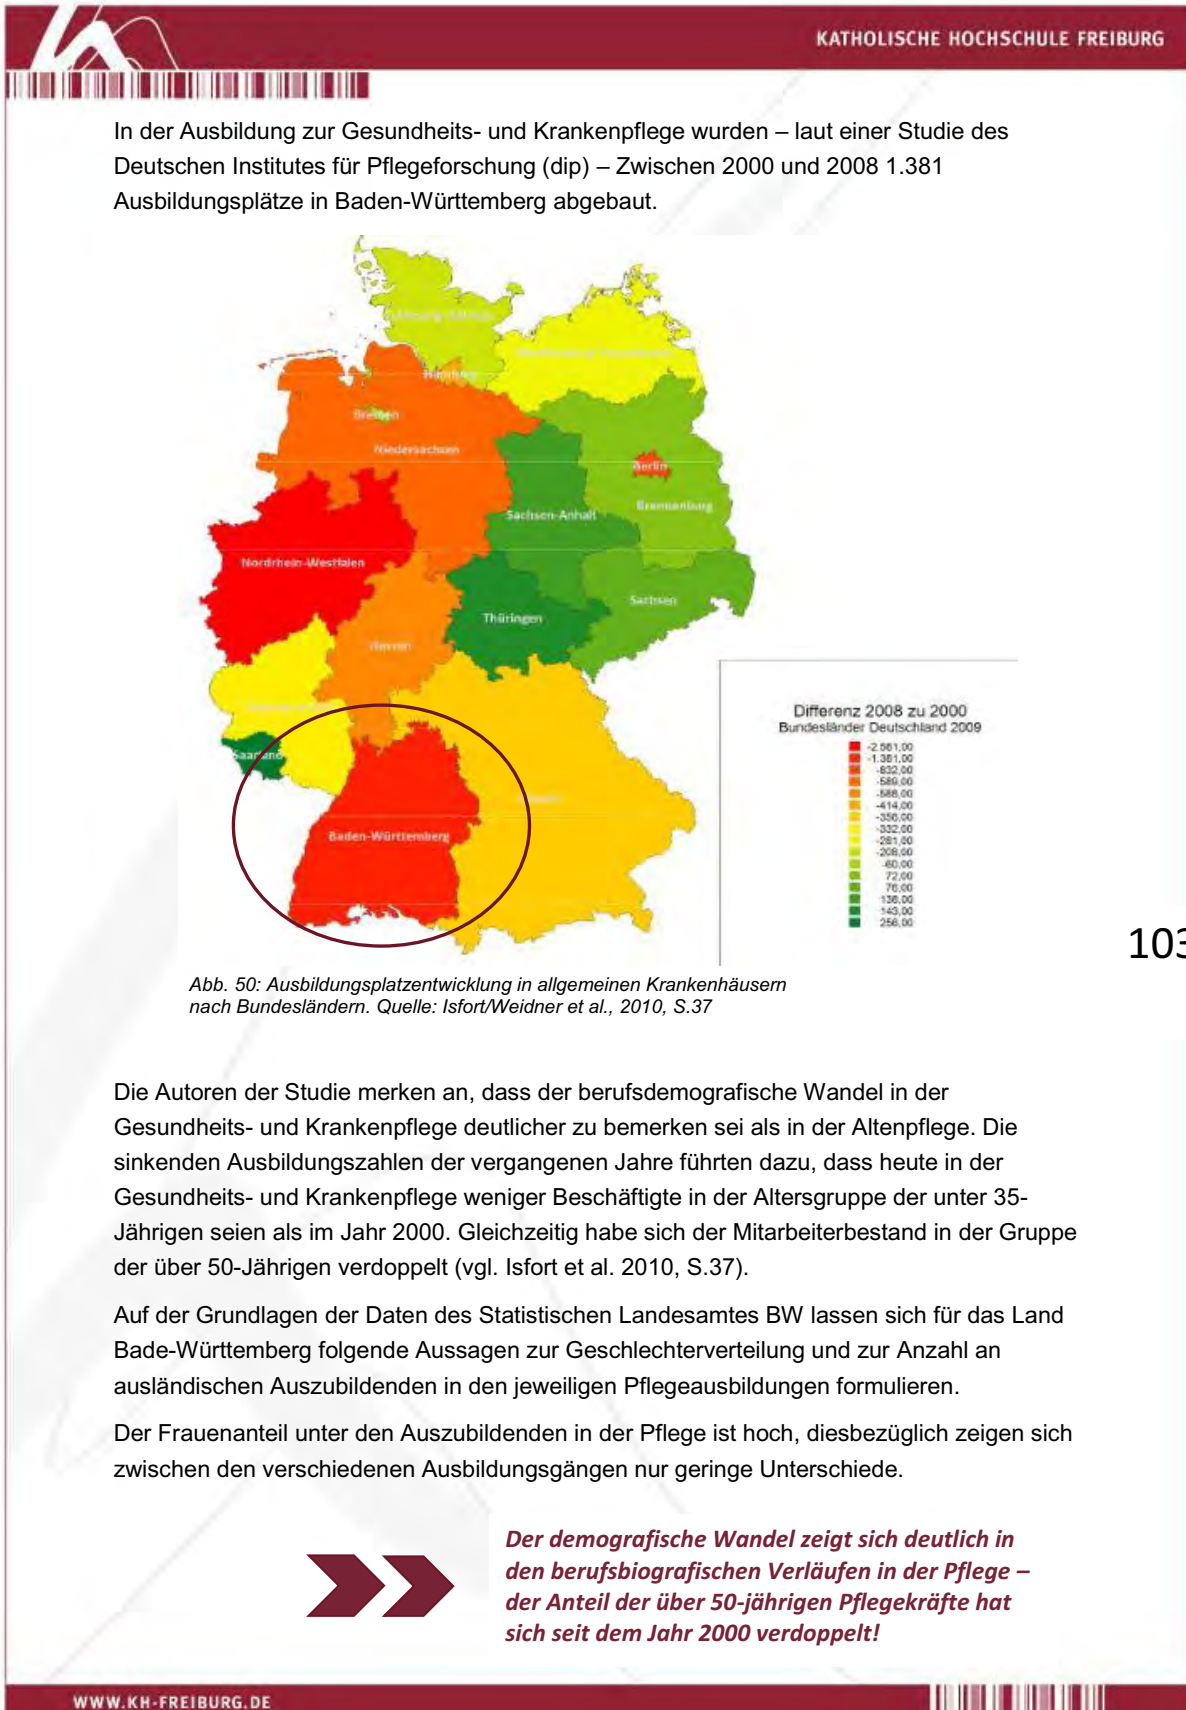 KATHOLISCHE HOCHSCHULE FREIBURG
In der Ausbildung zur Gesundheits- und Krankenpflege wurden – laut einer Studie des
Deutschen Institutes für Pflegeforschung (dip) – Zwischen 2000 und 2008 1.381
Ausbildungsplätze in Baden-Württemberg abgebaut.
Bremen
Niedersachsen
Berlin
Sachsen-Anhalt
Nordrhein-Westfalen
Sachsen
Thüringen
Hessen
Saarland
Baden-Württemberg
Differenz 2008 zu 2000
Bundesländer Deutschland 2009
-1.381,00
-832,00
-589,00
-588,00
-414,00
-356,00
-332,00
-281,00
-208,00
-60,00
72,00
76,00
136,00
143,00
256,00
103
Abb. 50: Ausbildungsplatzentwicklung in allgemeinen Krankenhäusern
nach Bundesländern. Quelle: Isfort/Weidner et al., 2010, S.37
Die Autoren der Studie merken an, dass der berufsdemografische Wandel in der
Gesundheits- und Krankenpflege deutlicher zu bemerken sei als in der Altenpflege. Die
sinkenden Ausbildungszahlen der vergangenen Jahre führten dazu, dass heute in der
Gesundheits- und Krankenpflege weniger Beschäftigte in der Altersgruppe der unter 35-
Jährigen seien als im Jahr 2000. Gleichzeitig habe sich der Mitarbeiterbestand in der Gruppe
der über 50-Jährigen verdoppelt (vgl. Isfort et al. 2010, S.37).
Auf der Grundlagen der Daten des Statistischen Landesamtes BW lassen sich für das Land
Bade-Württemberg folgende Aussagen zur Geschlechterverteilung und zur Anzahl an
ausländischen Auszubildenden in den jeweiligen Pflegeausbildungen formulieren.
Der Frauenanteil unter den Auszubildenden in der Pflege ist hoch, diesbezüglich zeigen sich
zwischen den verschiedenen Ausbildungsgängen nur geringe Unterschiede.
Der demografische Wandel zeigt sich deutlich in
den berufsbiografischen Verläufen in der Pflege –
der Anteil der über 50-jährigen Pflegekräfte hat
sich seit dem Jahr 2000 verdoppelt!
WWW.KH-FREIBURG.DE